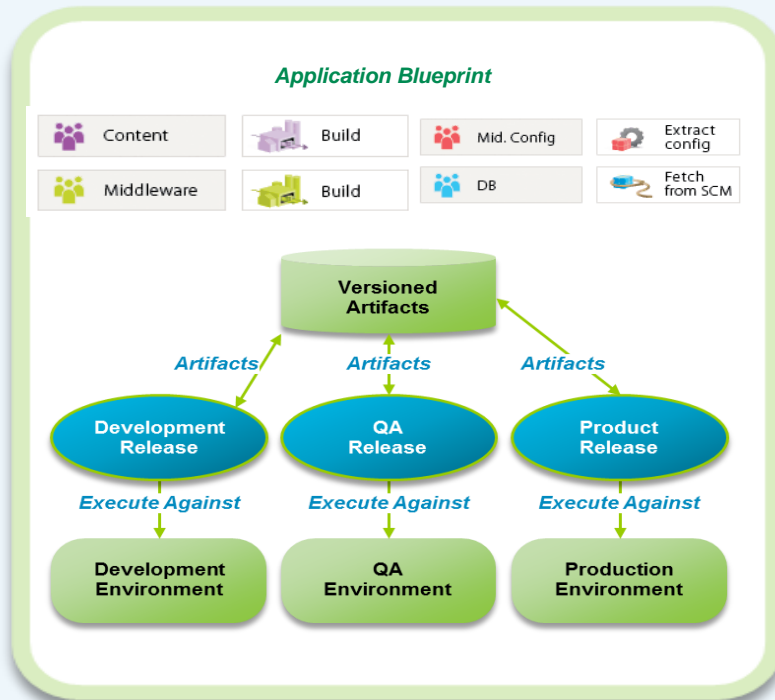 Application Blueprint
Content
Build
Mid. Config
Extract
config
Middleware
Build
DB
Fetch
from SCM
Versioned
Artifacts
Artifacts
Artifacts
Artifacts
Development
Release
QA
Release
Product
Release
Execute Against
Execute Against
Execute Against
Development
Environment
QA
Environment
Production
Environment